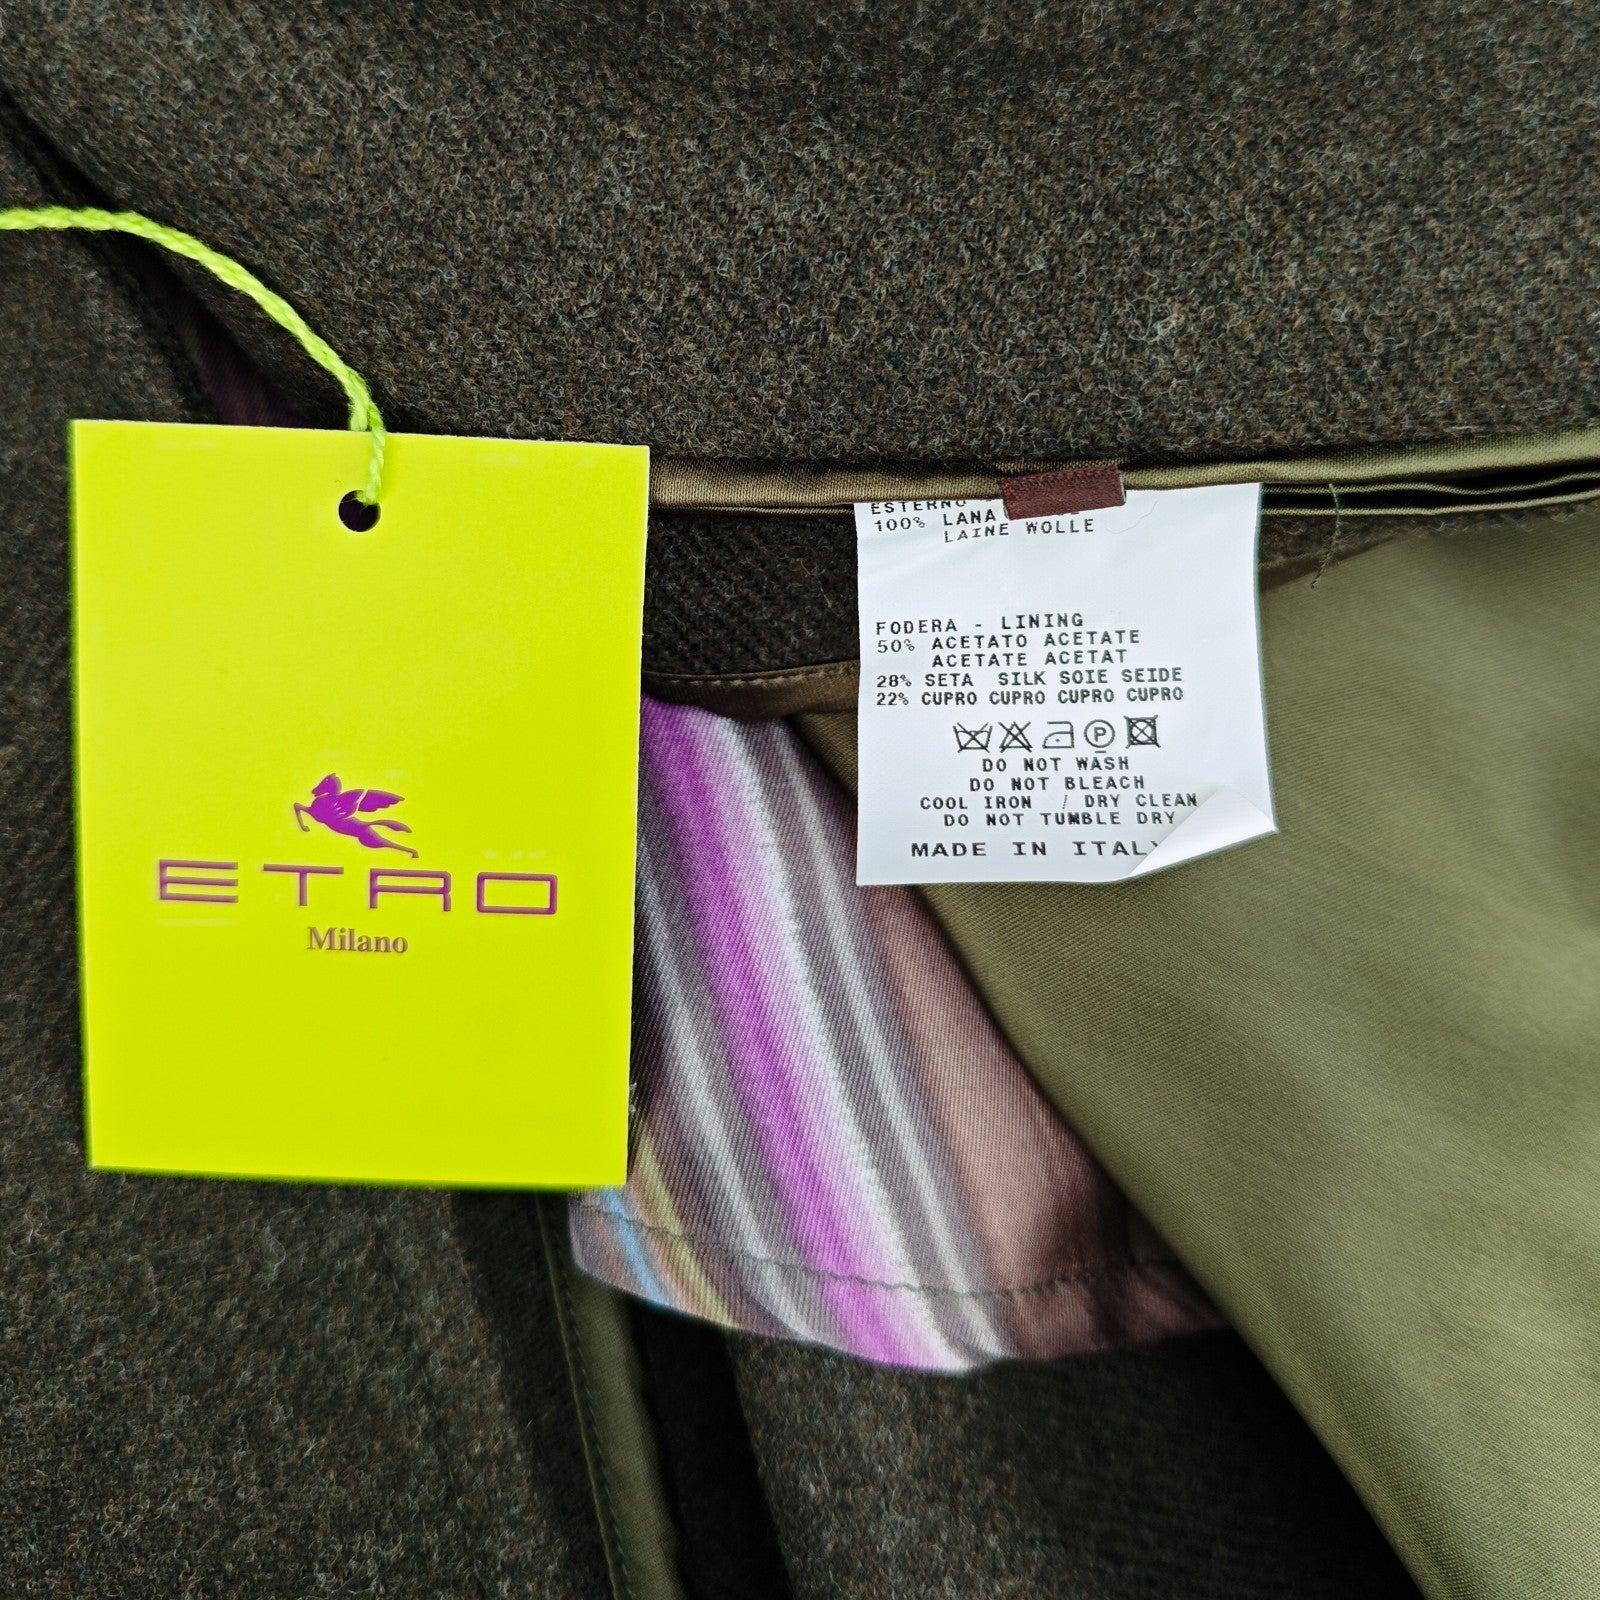 ETRO
Milano
ESTERNO
100% LANA
LAINE WOLLE
FODERA - LINING
50% ACETATO ACETATE
ACETATE ACETAT
28% SETA SILK SOIE SEIDE
22% CUPRO CUPRO CUPRO CUPRO
P
DO NOT WASH
DO NOT BLEACH
COOL IRON / DRY CLEAN
DO NOT TUMBLE DRY
MADE IN ITALY